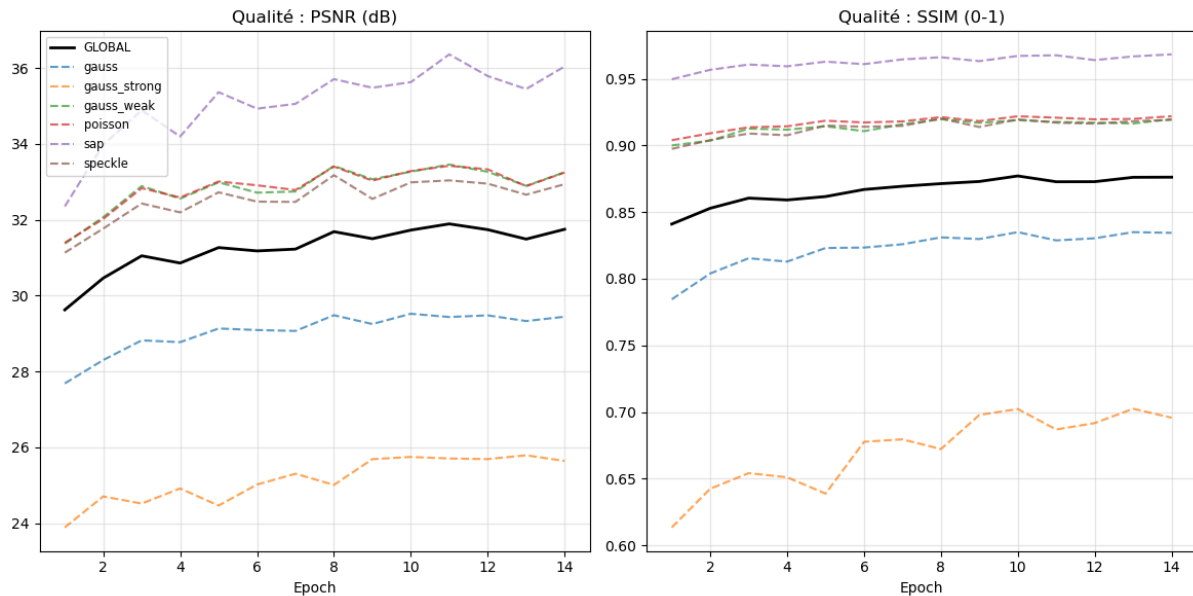 Qualité : PSNR (dB)
GLOBAL
gauss
gauss_strong
gauss_weak
poisson
sap
speckle
36
34
32
30
28
26
24
2 4 6 8 10 12 14
Epoch
Qualité : SSIM (0-1)
0.95
0.90
0.85
0.80
0.75
0.70
0.65
0.60
2 4 6 8 10 12 14
Epoch